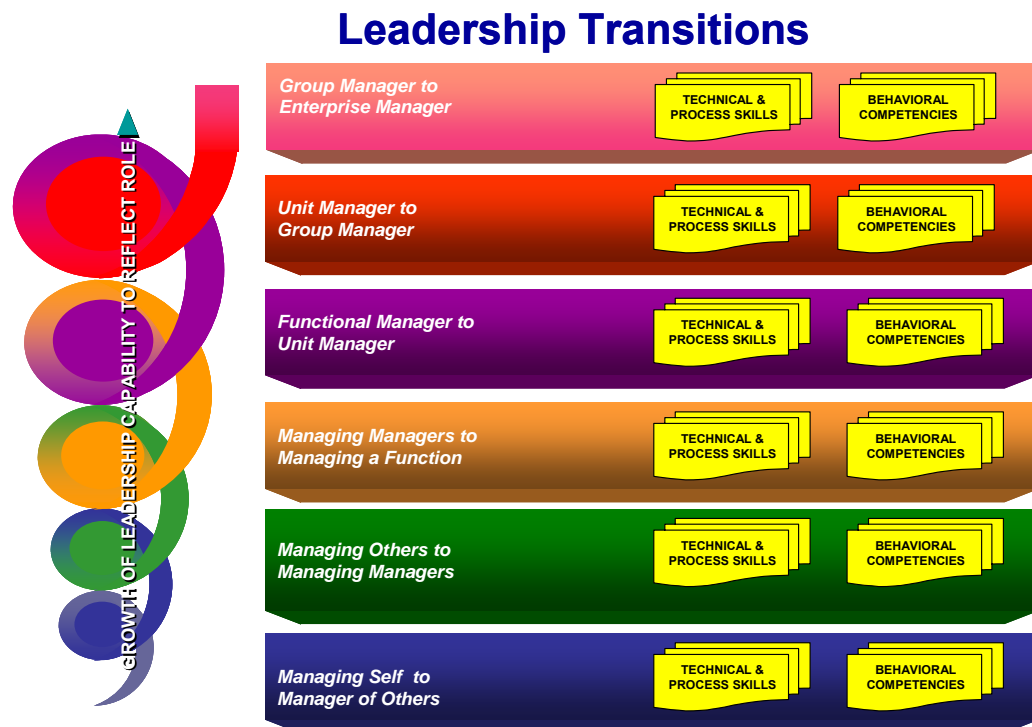 Leadership Transitions
GROWTH OF LEADERSHIP CAPABILITY TO REFLECT ROLE
Group Manager to
Enterprise Manager
TECHNICAL &
PROCESS SKILLS
BEHAVIORAL
COMPETENCIES
Unit Manager to
Group Manager
TECHNICAL &
PROCESS SKILLS
BEHAVIORAL
COMPETENCIES
Functional Manager to
Unit Manager
TECHNICAL &
PROCESS SKILLS
BEHAVIORAL
COMPETENCIES
Managing Managers to
Managing a Function
TECHNICAL &
PROCESS SKILLS
BEHAVIORAL
COMPETENCIES
Managing Others to
Managing Managers
TECHNICAL &
PROCESS SKILLS
BEHAVIORAL
COMPETENCIES
Managing Self to
Manager of Others
TECHNICAL &
PROCESS SKILLS
BEHAVIORAL
COMPETENCIES